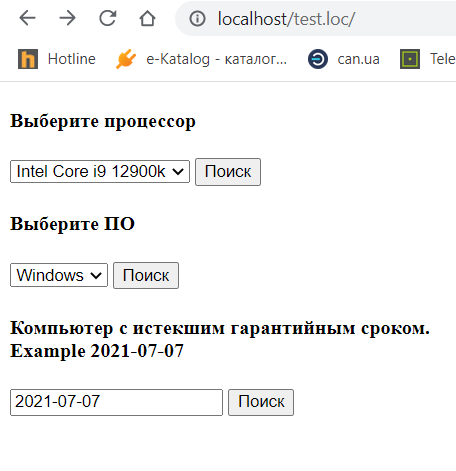 localhost/test.loc/
Hotline e-Katalog - каталог... can.ua Tele
Выберите процессор
Intel Core i9 12900k Поиск
Выберите ПО
Windows Поиск
Компьютер с истекшим гарантийным сроком.
Example 2021-07-07
2021-07-07 Поиск